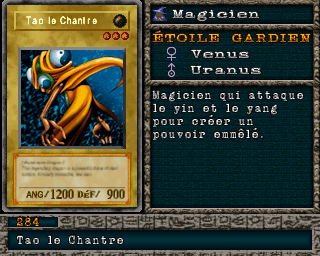 Tao le Chantre
ANG/1200 DÉF/ 900
Magicien
ÉTOILE GARDIEN
♀ Venus
♅ Uranus
Magicien qui attaque
le yin et le yang
pour créer un
pouvoir emmêlé.
284
Tao le Chantre